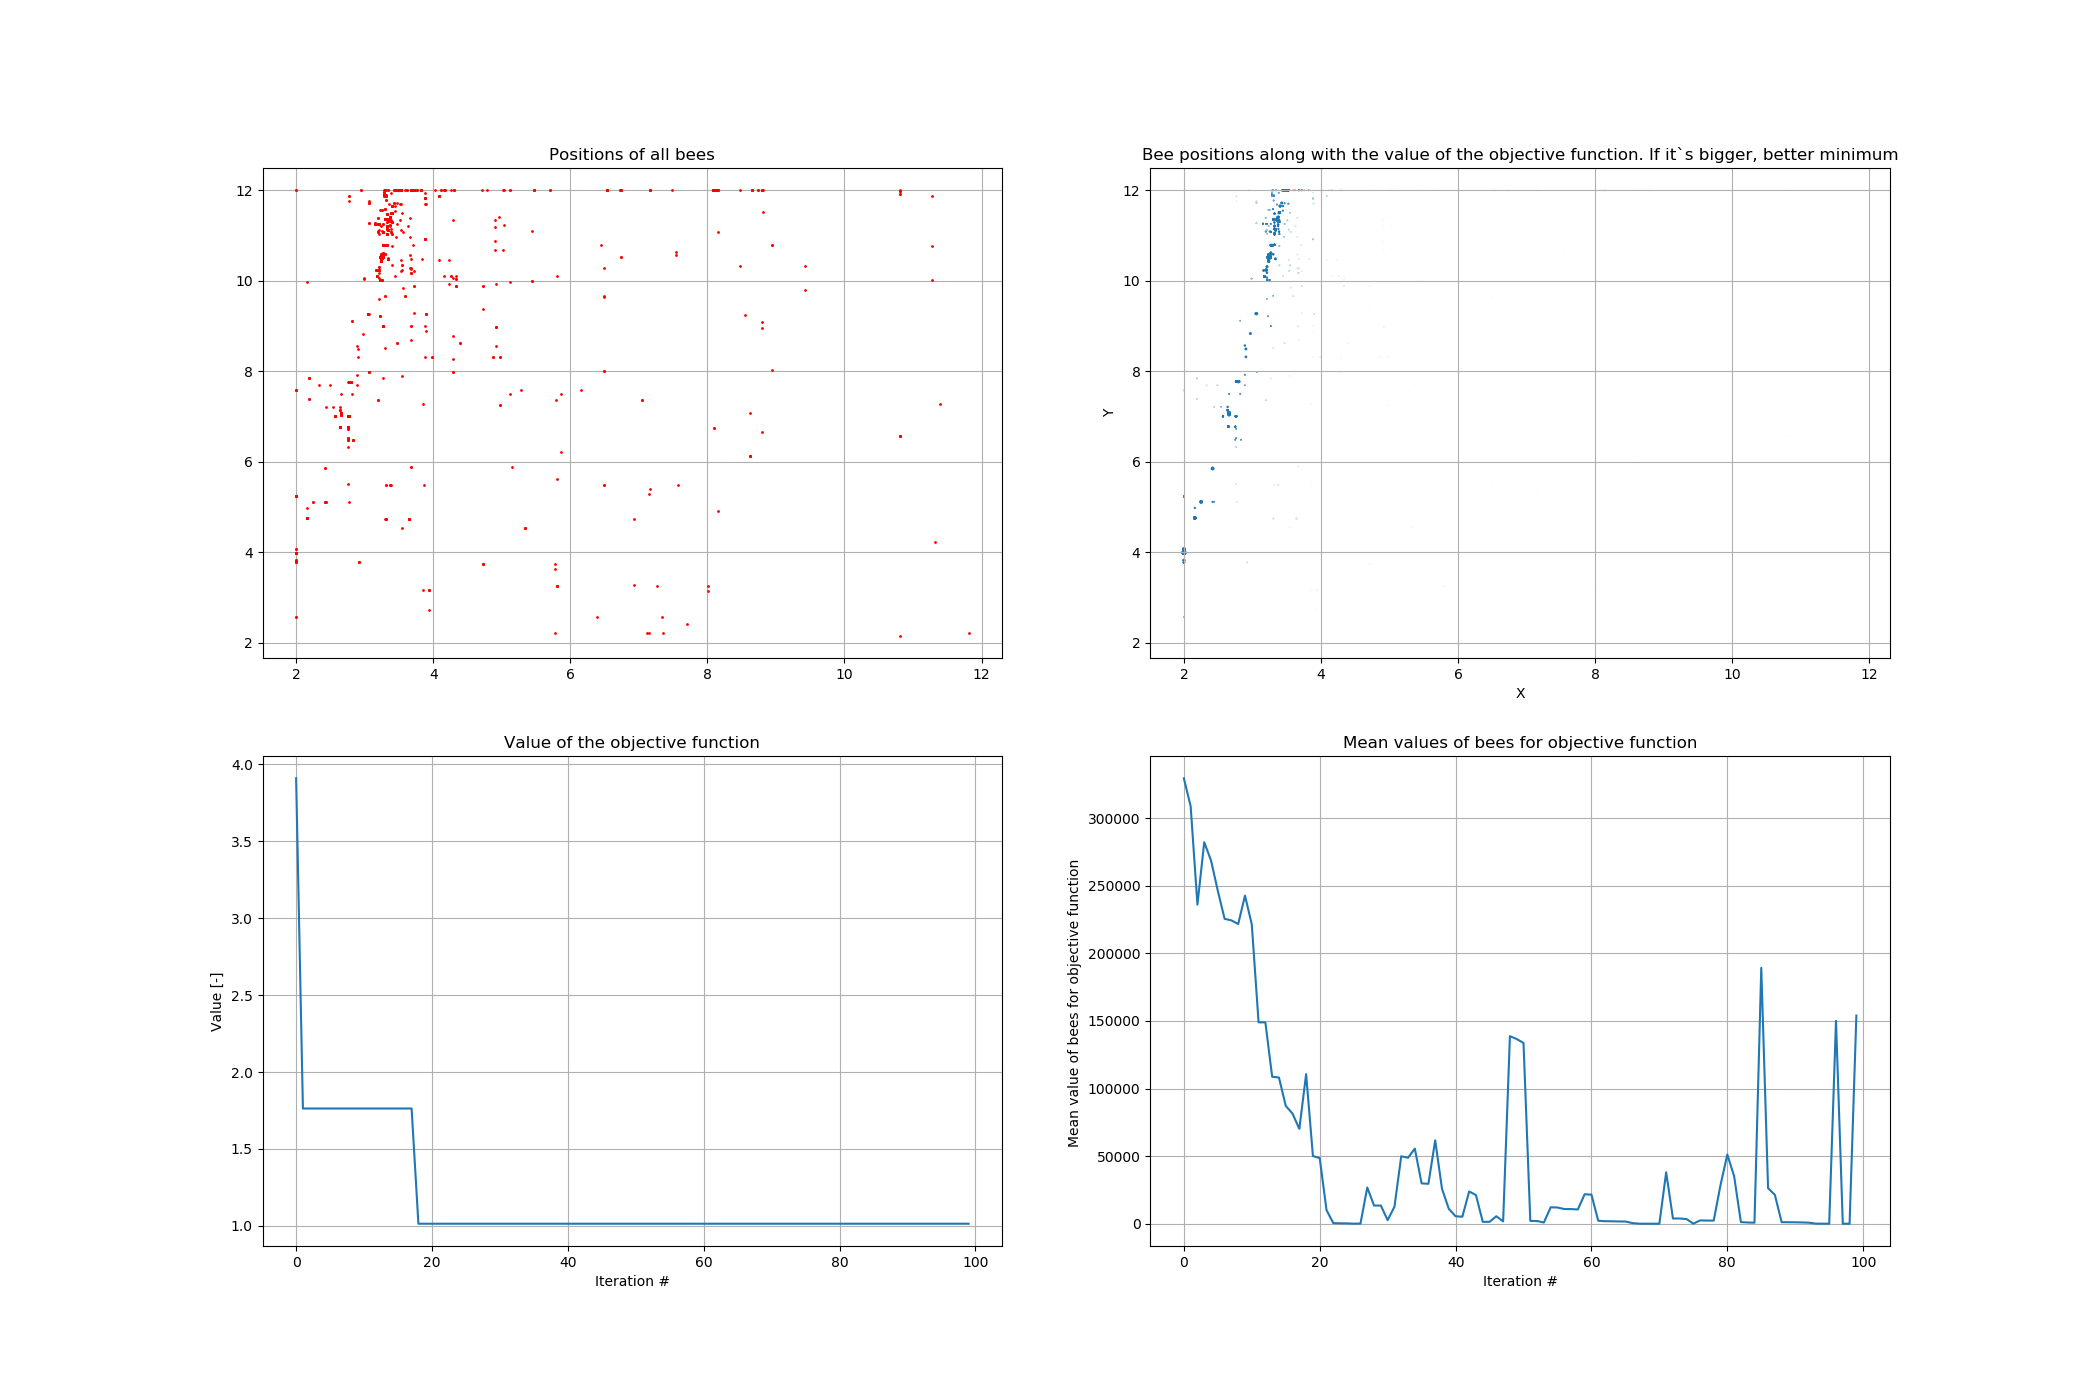 Positions of all bees
12
10
8
6
4
2
2 4 6 8 10 12
Bee positions along with the value of the objective function. If it`s bigger, better minimum
Y
12
10
8
6
4
2
2 4 6 8 10 12
X
Value of the objective function
Value [-]
4.0
3.5
3.0
2.5
2.0
1.5
1.0
0 20 40 60 80 100
Iteration #
Mean values of bees for objective function
Mean value of bees for objective function
300000
250000
200000
150000
100000
50000
0
0 20 40 60 80 100
Iteration #